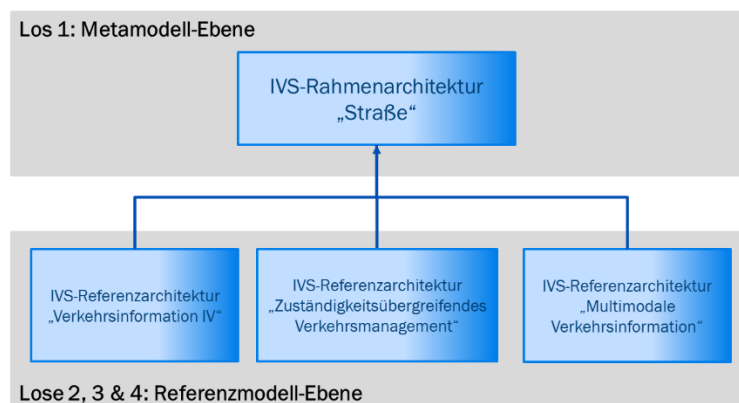 Los 1: Metamodell-Ebene
IVS-Rahmenarchitektur
„Straße“
IVS-Referenzarchitektur
„Verkehrsinformation IV“
IVS-Referenzarchitektur
„Zuständigkeitsübergreifendes
Verkehrsmanagement“
IVS-Referenzarchitektur
„Multimodale
Verkehrsinformation“
Lose 2, 3 & 4: Referenzmodell-Ebene